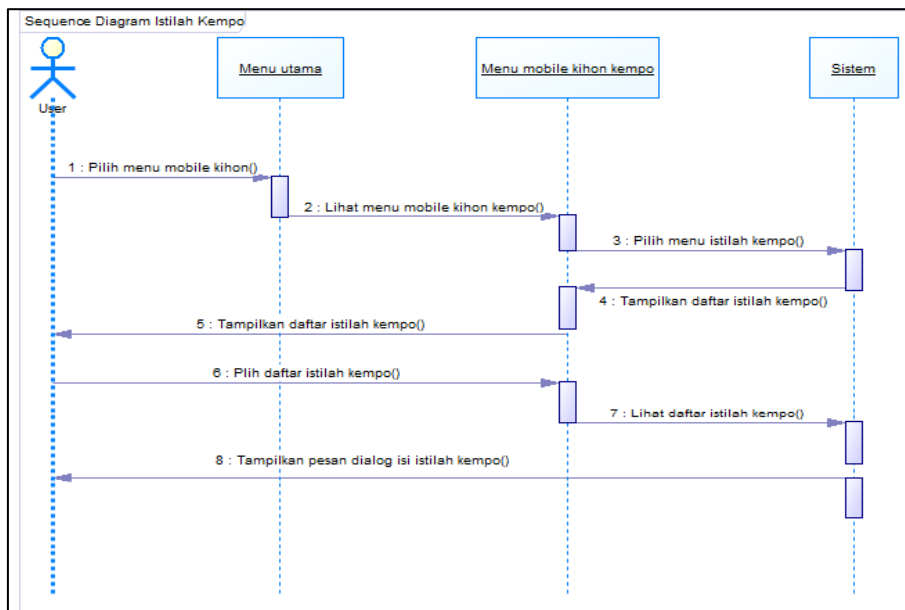 Sequence Diagram Istilah Kempo
Menu utama
Menu mobile kihon kempo
Sistem
User
1 : Pilih menu mobile kihon()
2 : Lihat menu mobile kihon kempo()
3 : Pilih menu istilah kempo()
4 : Tampilkan daftar istilah kempo()
5 : Tampilkan daftar istilah kempo()
6 : Plih daftar istilah kempo()
7 : Lihat daftar istilah kempo()
8 : Tampilkan pesan dialog isi istilah kempo()